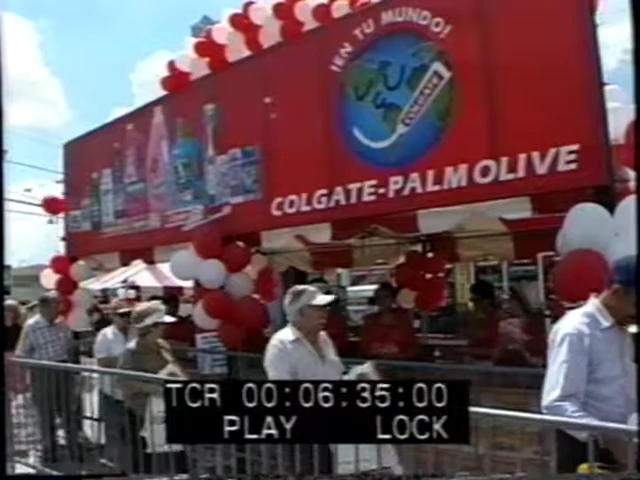 ¡EN TU MUNDO!
COLGATE
COLGATE-PALMOLIVE
TCR 00:06:35:00
PLAY LOCK